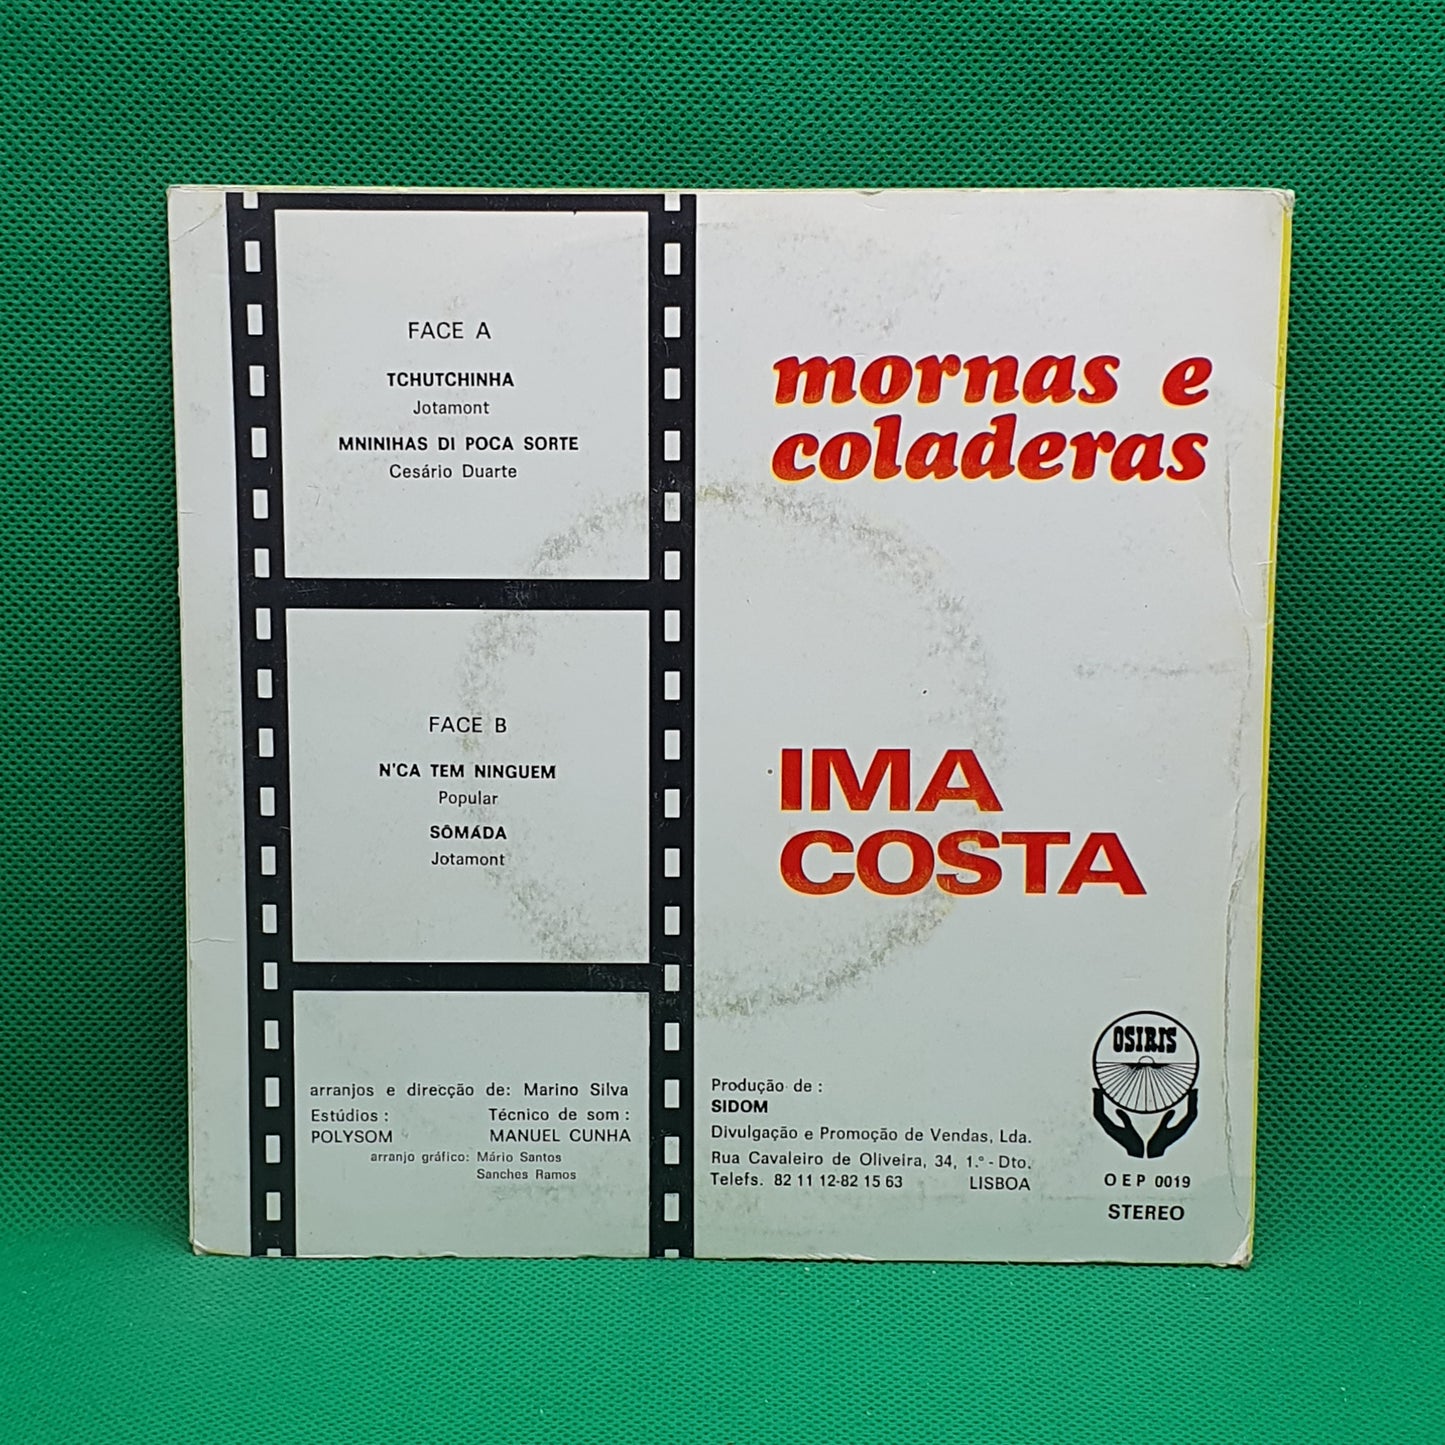 FACE A
TCHUTCHINHA
Jotamont
MNINIHAS DI POCA SORTE
Cesário Duarte
FACE B
N'CA TEM NINGUEM
Popular
SÔMÁDA
Jotamont
arranjos e direcção de: Marino Silva
Estúdios : Técnico de som :
POLYSOM MANUEL CUNHA
arranjo gráfico: Mário Santos
Sanches Ramos
mornas e
coladeras
IMA
COSTA
Produção de :
SIDOM
Divulgação e Promoção de Vendas, Lda.
Rua Cavaleiro de Oliveira, 34, 1.º - Dto.
Telefs. 82 11 12-82 15 63 LISBOA
OSIRIS
OEP 0019
STEREO